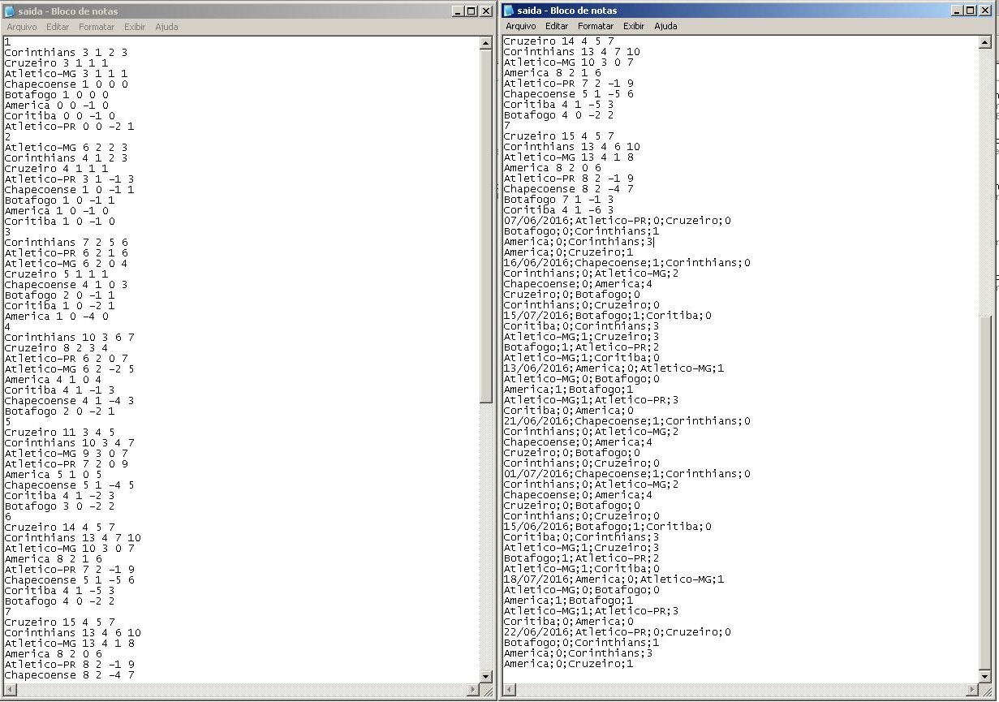 saida - Bloco de notas
Arquivo Editar Formatar Exibir Ajuda
1
Corinthians 3 1 2 3
Cruzeiro 3 1 1 1
Atletico-MG 3 1 1 1
Chapecoense 1 0 0 0
Botafogo 1 0 0 0
America 0 0 -1 0
Coritiba 0 0 -1 0
Atletico-PR 0 0 -2 1
2
Atletico-MG 6 2 2 3
Corinthians 4 1 2 3
Cruzeiro 4 1 1 1
Atletico-PR 3 1 -1 3
Chapecoense 1 0 -1 1
Botafogo 1 0 -1 1
America 1 0 -1 0
Coritiba 1 0 -1 0
3
Corinthians 7 2 5 6
Atletico-PR 6 2 1 6
Atletico-MG 6 2 0 4
Cruzeiro 5 1 1 1
Chapecoense 4 1 0 3
Botafogo 2 0 -1 1
Coritiba 1 0 -2 1
America 1 0 -4 0
4
Corinthians 10 3 6 7
Cruzeiro 8 2 3 4
Atletico-PR 6 2 0 7
Atletico-MG 6 2 -2 5
America 4 1 0 4
Coritiba 4 1 -1 3
Chapecoense 4 1 -4 3
Botafogo 2 0 -2 1
5
Cruzeiro 11 3 4 5
Corinthians 10 3 4 7
Atletico-MG 9 3 0 7
Atletico-PR 7 2 0 9
America 5 1 0 5
Chapecoense 5 1 -4 5
Coritiba 4 1 -2 3
Botafogo 3 0 -2 2
6
Cruzeiro 14 4 5 7
Corinthians 13 4 7 10
Atletico-MG 10 3 0 7
America 8 2 1 6
Atletico-PR 7 2 -1 9
Chapecoense 5 1 -5 6
Coritiba 4 1 -5 3
Botafogo 4 0 -2 2
7
Cruzeiro 15 4 5 7
Corinthians 13 4 6 10
Atletico-MG 13 4 1 8
America 8 2 0 6
Atletico-PR 8 2 -1 9
Chapecoense 8 2 -4 7
saida - Bloco de notas
Arquivo Editar Formatar Exibir Ajuda
Cruzeiro 14 4 5 7
Corinthians 13 4 7 10
Atletico-MG 10 3 0 7
America 8 2 1 6
Atletico-PR 7 2 -1 9
Chapecoense 5 1 -5 6
Coritiba 4 1 -5 3
Botafogo 4 0 -2 2
7
Cruzeiro 15 4 5 7
Corinthians 13 4 6 10
Atletico-MG 13 4 1 8
America 8 2 0 6
Atletico-PR 8 2 -1 9
Chapecoense 8 2 -4 7
Botafogo 7 1 -1 3
Coritiba 4 1 -6 3
07/06/2016;Atletico-PR;0;Cruzeiro;0
Botafogo;0;Corinthians;1
America;0;Corinthians;3
America;0;Cruzeiro;1
16/06/2016;Chapecoense;1;Corinthians;0
Corinthians;0;Atletico-MG;2
Chapecoense;0;America;4
Cruzeiro;0;Botafogo;0
Corinthians;0;Cruzeiro;0
15/07/2016;Botafogo;1;Coritiba;0
Coritiba;0;Corinthians;3
Atletico-MG;1;Cruzeiro;3
Botafogo;1;Atletico-PR;2
Atletico-MG;1;Coritiba;0
13/06/2016;America;0;Atletico-MG;1
Atletico-MG;0;Botafogo;0
America;1;Botafogo;1
Atletico-MG;1;Atletico-PR;3
Coritiba;0;America;0
21/06/2016;Chapecoense;1;Corinthians;0
Corinthians;0;Atletico-MG;2
Chapecoense;0;America;4
Cruzeiro;0;Botafogo;0
Corinthians;0;Cruzeiro;0
01/07/2016;Chapecoense;1;Corinthians;0
Corinthians;0;Atletico-MG;2
Chapecoense;0;America;4
Cruzeiro;0;Botafogo;0
Corinthians;0;Cruzeiro;0
15/06/2016;Botafogo;1;Coritiba;0
Coritiba;0;Corinthians;3
Atletico-MG;1;Cruzeiro;3
Botafogo;1;Atletico-PR;2
Atletico-MG;1;Coritiba;0
18/07/2016;America;0;Atletico-MG;1
Atletico-MG;0;Botafogo;0
America;1;Botafogo;1
Atletico-MG;1;Atletico-PR;3
Coritiba;0;America;0
22/06/2016;Atletico-PR;0;Cruzeiro;0
Botafogo;0;Corinthians;1
America;0;Corinthians;3
America;0;Cruzeiro;1